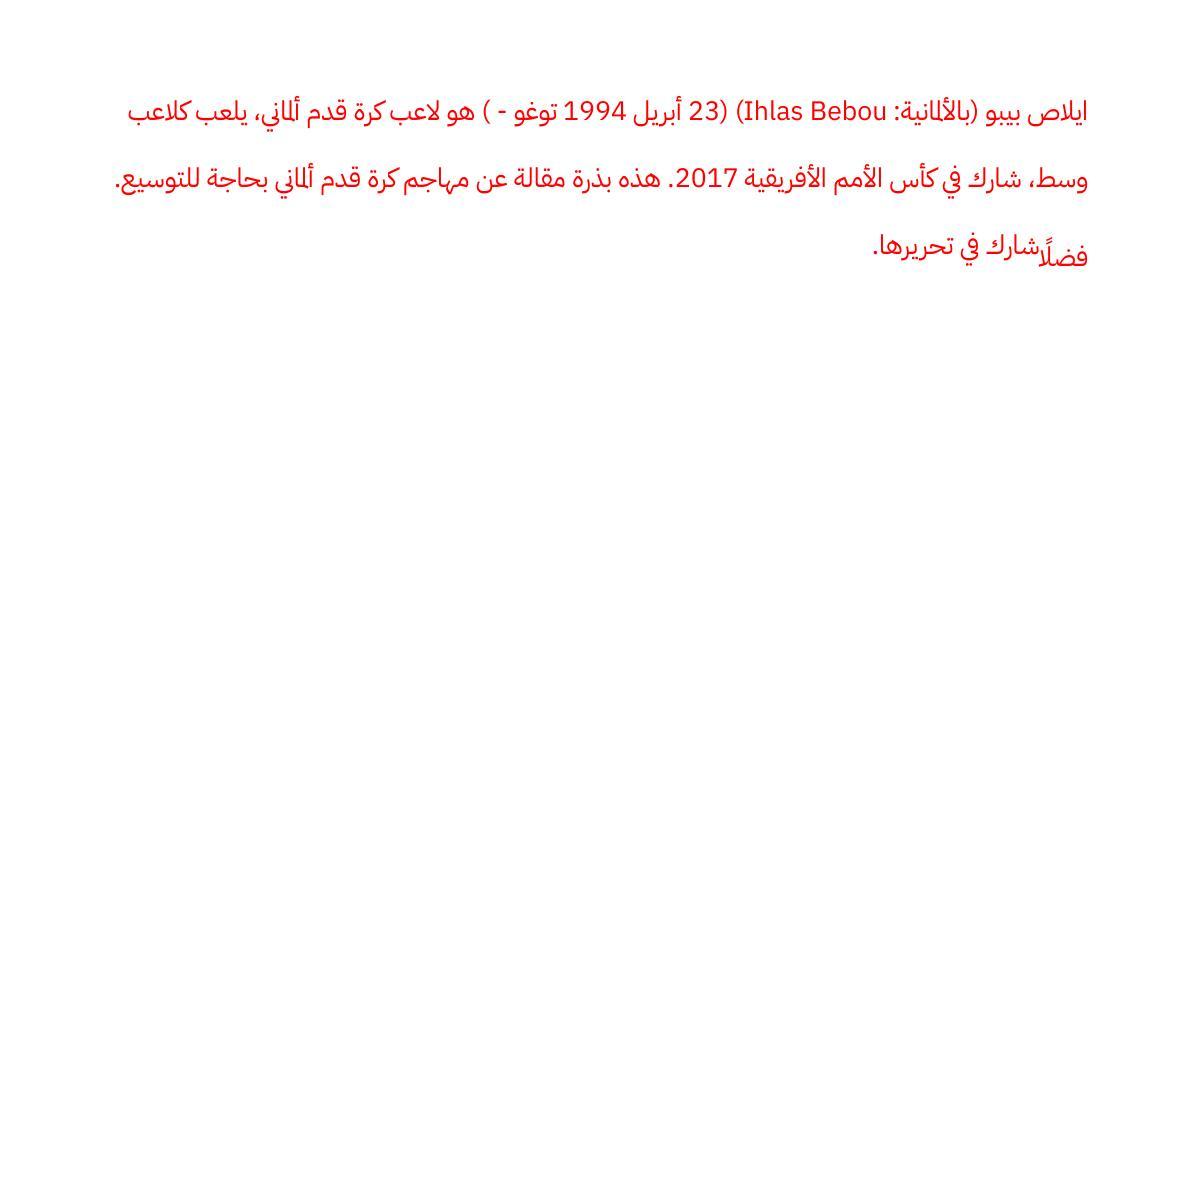 ايلاص بيبو (بالألمانية: Ihlas Bebou) (23 أبريل 1994 توغو - ) هو لاعب كرة قدم ألماني، يلعب كلاعب
وسط، شارك في كأس الأمم الأفريقية 2017. هذه بذرة مقالة عن مهاجم كرة قدم ألماني بحاجة للتوسيع.
فضلًا شارك في تحريرها.